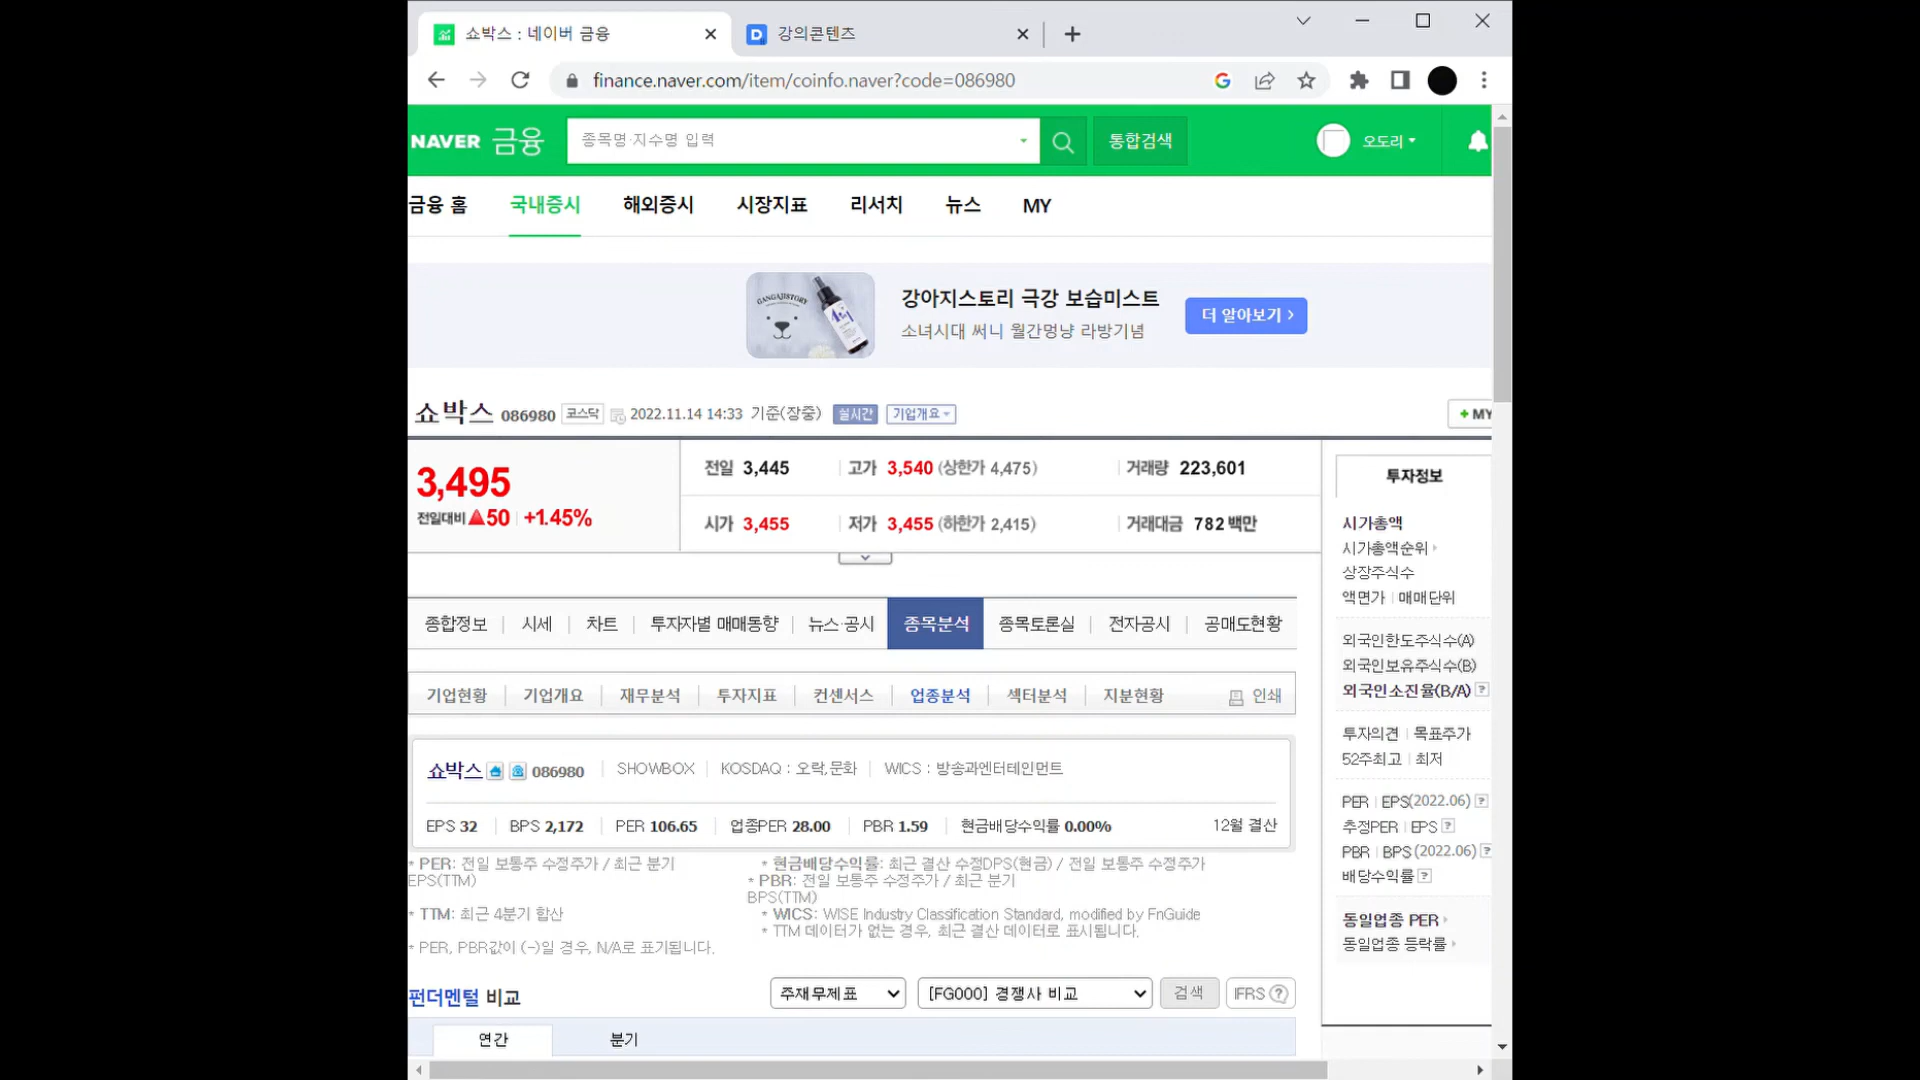 쇼박스 : 네이버 금융
강의콘텐츠
finance.naver.com/item/coinfo.naver?code=086980
NAVER 금융
종목명·지수명 입력
통합검색
오도리
금융 홈 국내증시 해외증시 시장지표 리서치 뉴스 MY
GANGAJISTORY
강아지스토리 극강 보습미스트
소녀시대 써니 월간멍냥 라방기념
더 알아보기
쇼박스 086980 코스닥 2022.11.14 14:33 기준(장중) 실시간 기업개요
+ MY
3,495
전일대비 ▲50 +1.45%
전일 3,445 고가 3,540 (상한가 4,475) 거래량 223,601
시가 3,455 저가 3,455 (하한가 2,415) 거래대금 782 백만
종합정보 시세 차트 투자자별 매매동향 뉴스·공시 종목분석 종목토론실 전자공시 공매도현황
기업현황 기업개요 재무분석 투자지표 컨센서스 업종분석 섹터분석 지분현황 인쇄
쇼박스 086980 SHOWBOX KOSDAQ : 오락,문화 WICS : 방송과엔터테인먼트
EPS 32 BPS 2,172 PER 106.65 업종PER 28.00 PBR 1.59 현금배당수익률 0.00% 12월 결산
* PER: 전일 보통주 수정주가 / 최근 분기
EPS(TTM)
* 현금배당수익률: 최근 결산 수정DPS(현금) / 전일 보통주 수정주가
* PBR: 전일 보통주 수정주가 / 최근 분기
BPS(TTM)
* TTM: 최근 4분기 합산
* WICS: WISE Industry Classification Standard, modified by FnGuide
* TTM 데이터가 없는 경우, 최근 결산 데이터로 표시됩니다.
* PER, PBR값이 (-)일 경우, N/A로 표기됩니다.
펀더멘털 비교
주재무제표
[FG000] 경쟁사 비교
검색
IFRS ?
연간 분기
투자정보
시가총액
시가총액순위
상장주식수
액면가 매매단위
외국인한도주식수(A)
외국인보유주식수(B)
외국인소진율(B/A) ?
투자의견 목표주가
52주최고 최저
PER EPS(2022.06) ?
추정PER EPS ?
PBR BPS (2022.06) ?
배당수익률 ?
동일업종 PER
동일업종 등락률